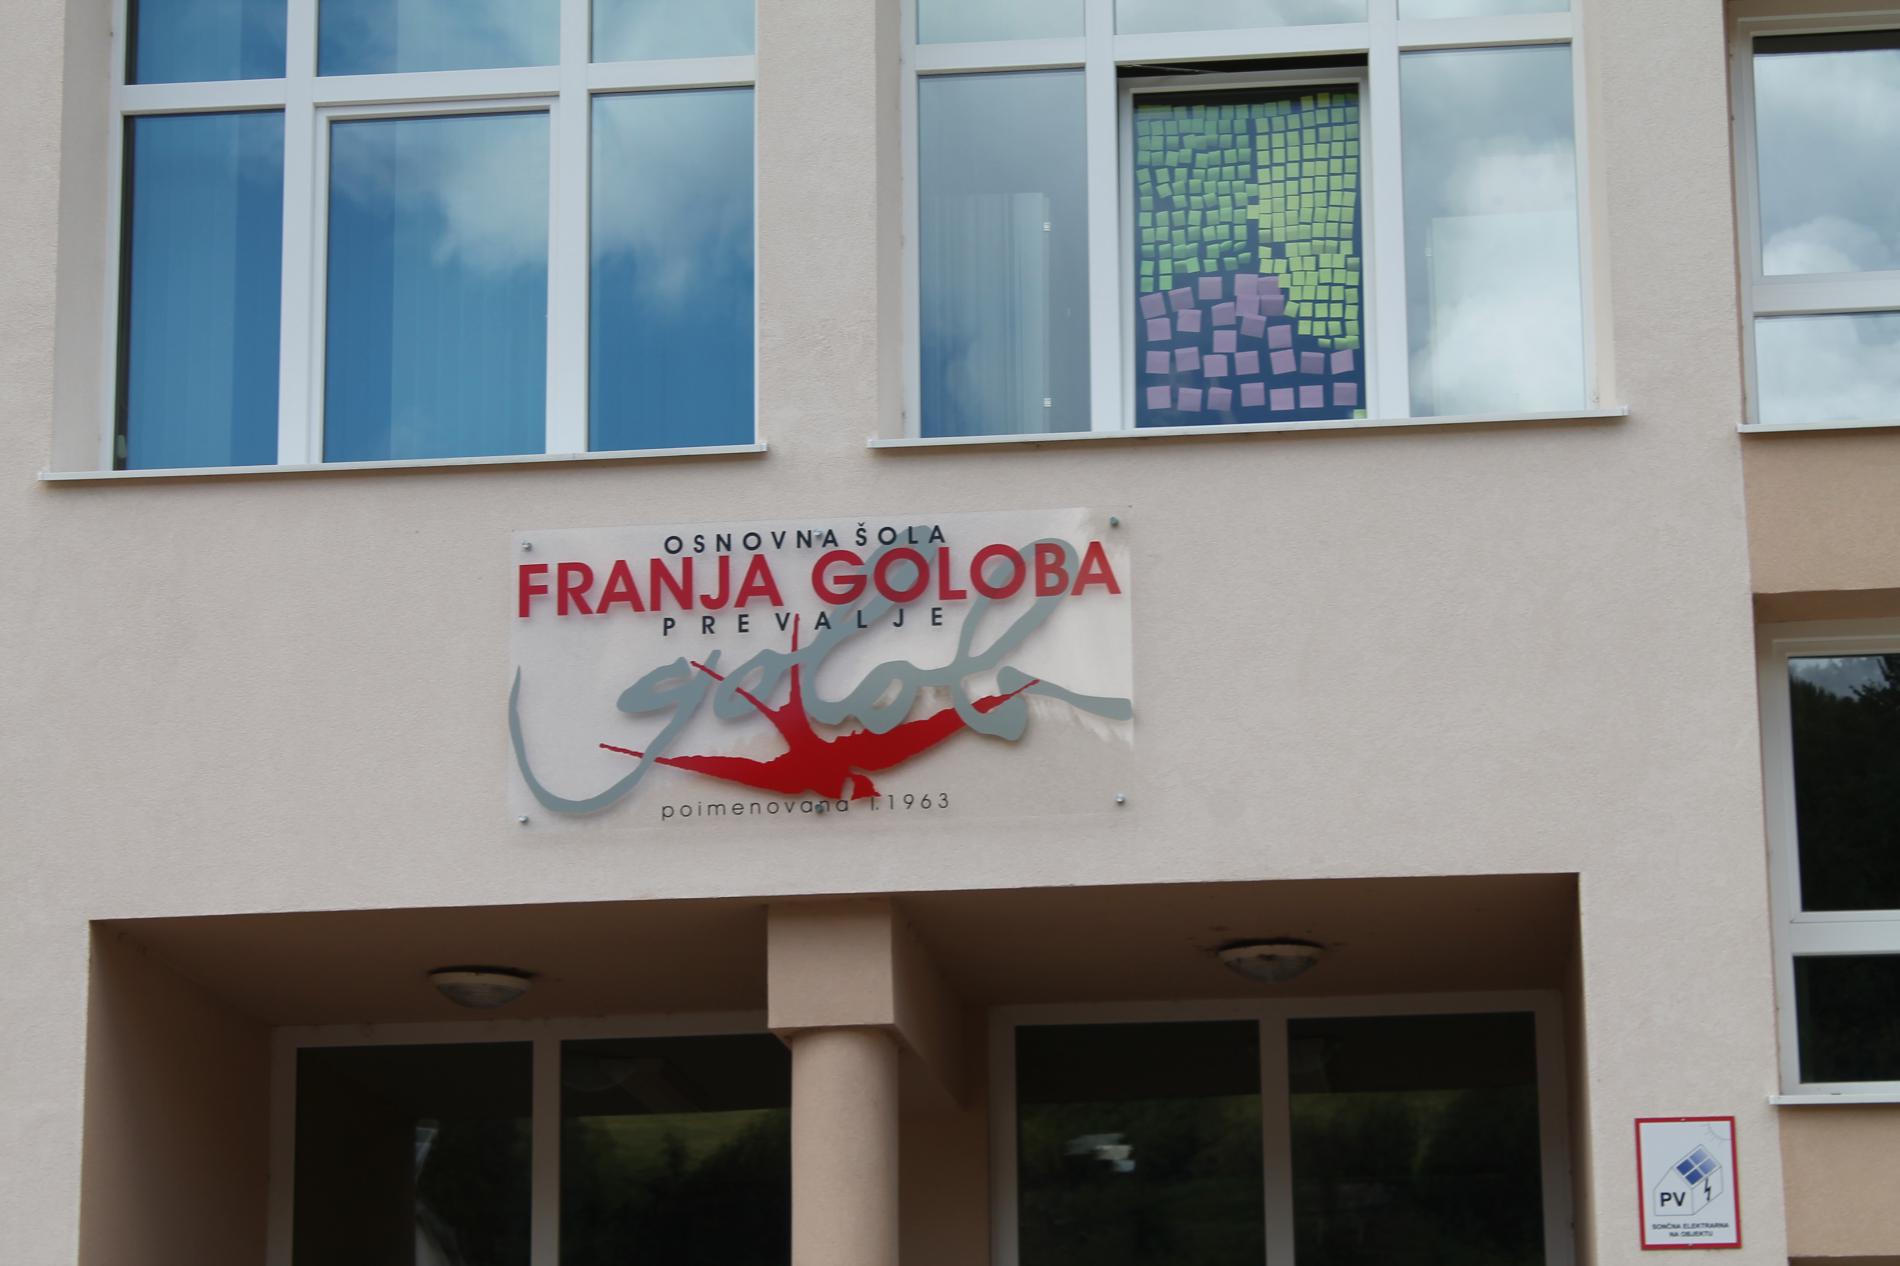 OSNOVNA ŠOLA
FRANJA GOLOBA
PREVALJE
golob
poimenovana l.1963
PV
SONČNA ELEKTRARNA
NA OBJEKTU